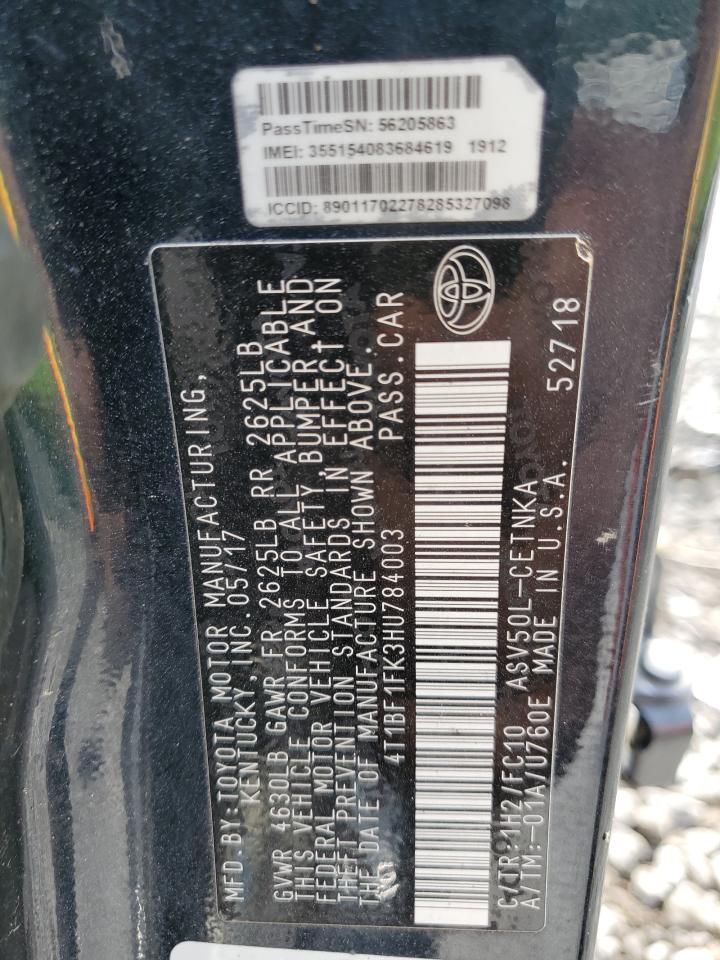 PassTimeSN: 56205863
IMEI: 355154083684619 1912
ICCID: 89011702278285327098
MFD. BY: TOYOTA MOTOR MANUFACTURING,
KENTUCKY, INC. 05/17
GVWR 4630LB GAWR FR 2625LB RR 2625LB
THIS VEHICLE CONFORMS TO ALL APPLICABLE
FEDERAL MOTOR VEHICLE SAFETY, BUMPER AND
THEFT PREVENTION STANDARDS IN EFFECT ON
THE DATE OF MANUFACTURE SHOWN ABOVE.
4T1BF1FK3HU784003 PASS. CAR
C/TR: 1H2/FC10 ASV50L-CETNKA 52718
A/TM: -01A/U760E MADE IN U.S.A.